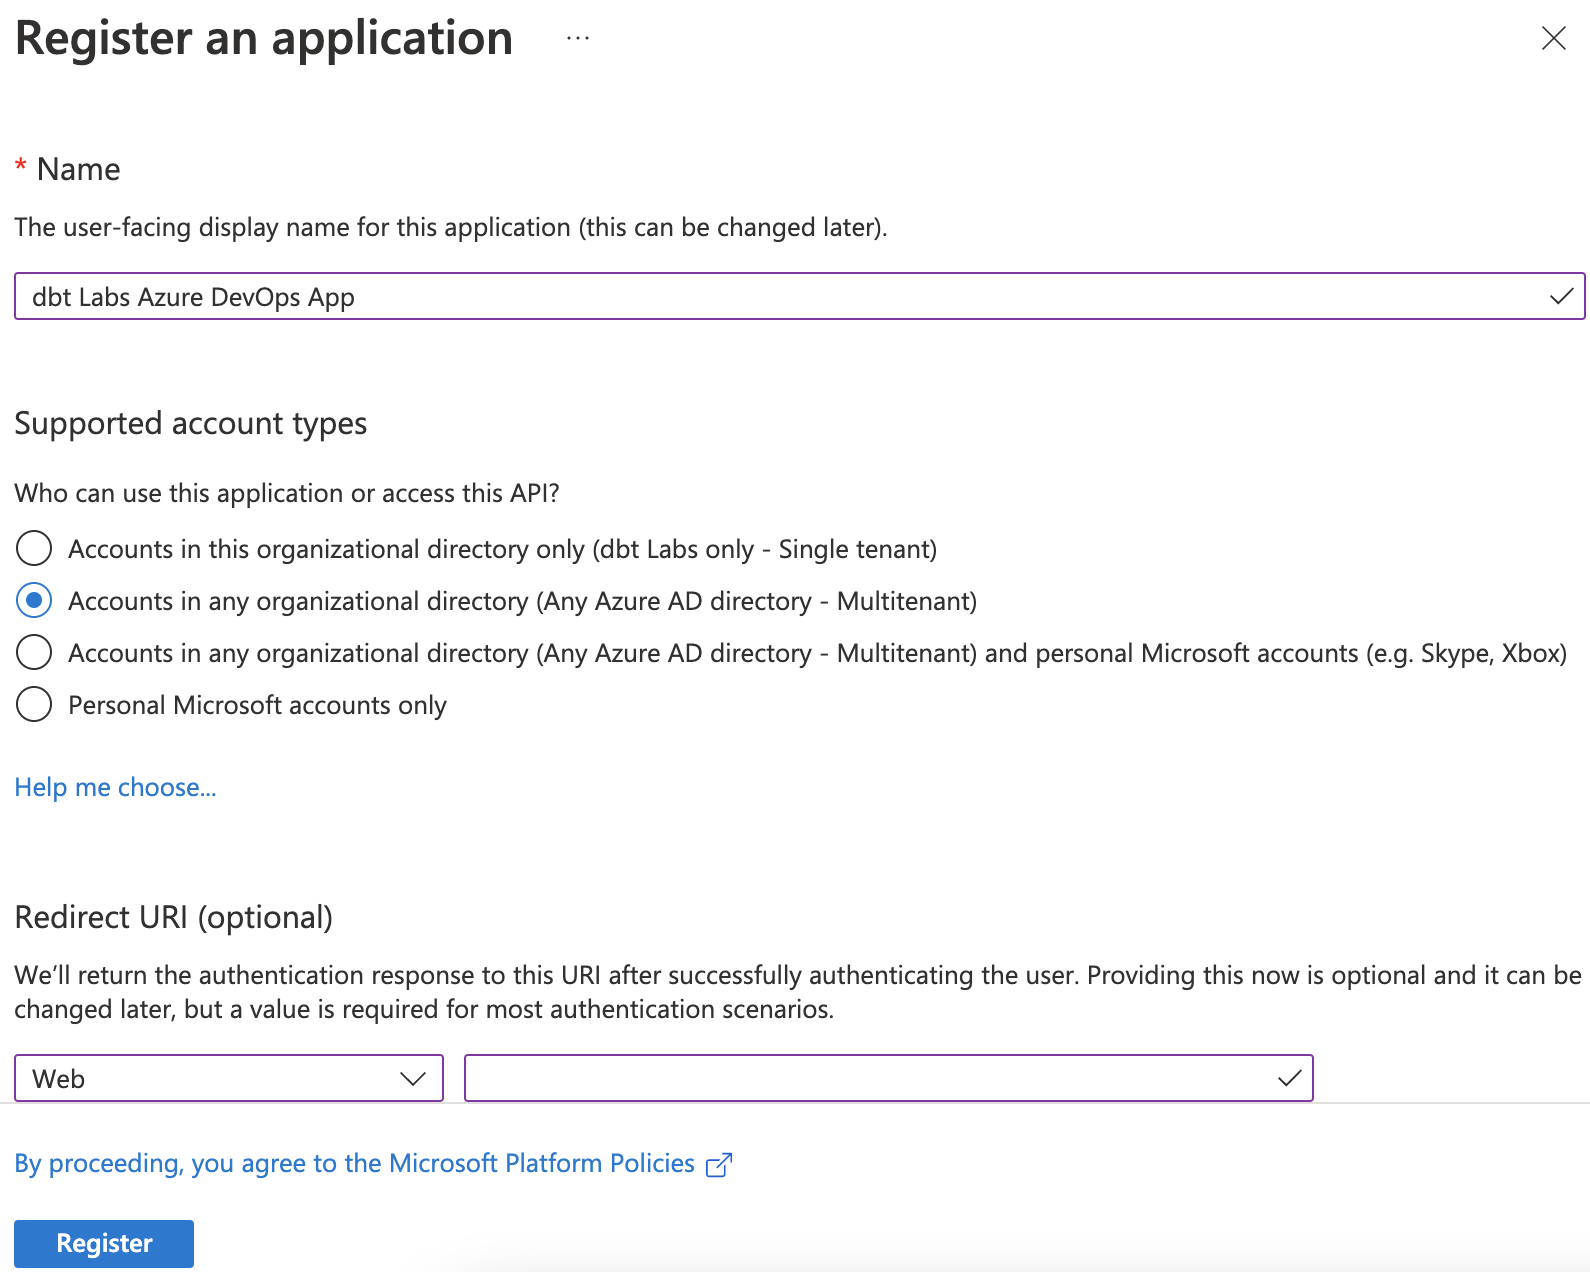 Register an application ...
* Name
The user-facing display name for this application (this can be changed later).
dbt Labs Azure DevOps App
Supported account types
Who can use this application or access this API?
Accounts in this organizational directory only (dbt Labs only - Single tenant)
Accounts in any organizational directory (Any Azure AD directory - Multitenant)
Accounts in any organizational directory (Any Azure AD directory - Multitenant) and personal Microsoft accounts (e.g. Skype, Xbox)
Personal Microsoft accounts only
Help me choose...
Redirect URI (optional)
We’ll return the authentication response to this URI after successfully authenticating the user. Providing this now is optional and it can be
changed later, but a value is required for most authentication scenarios.
Web
By proceeding, you agree to the Microsoft Platform Policies
Register